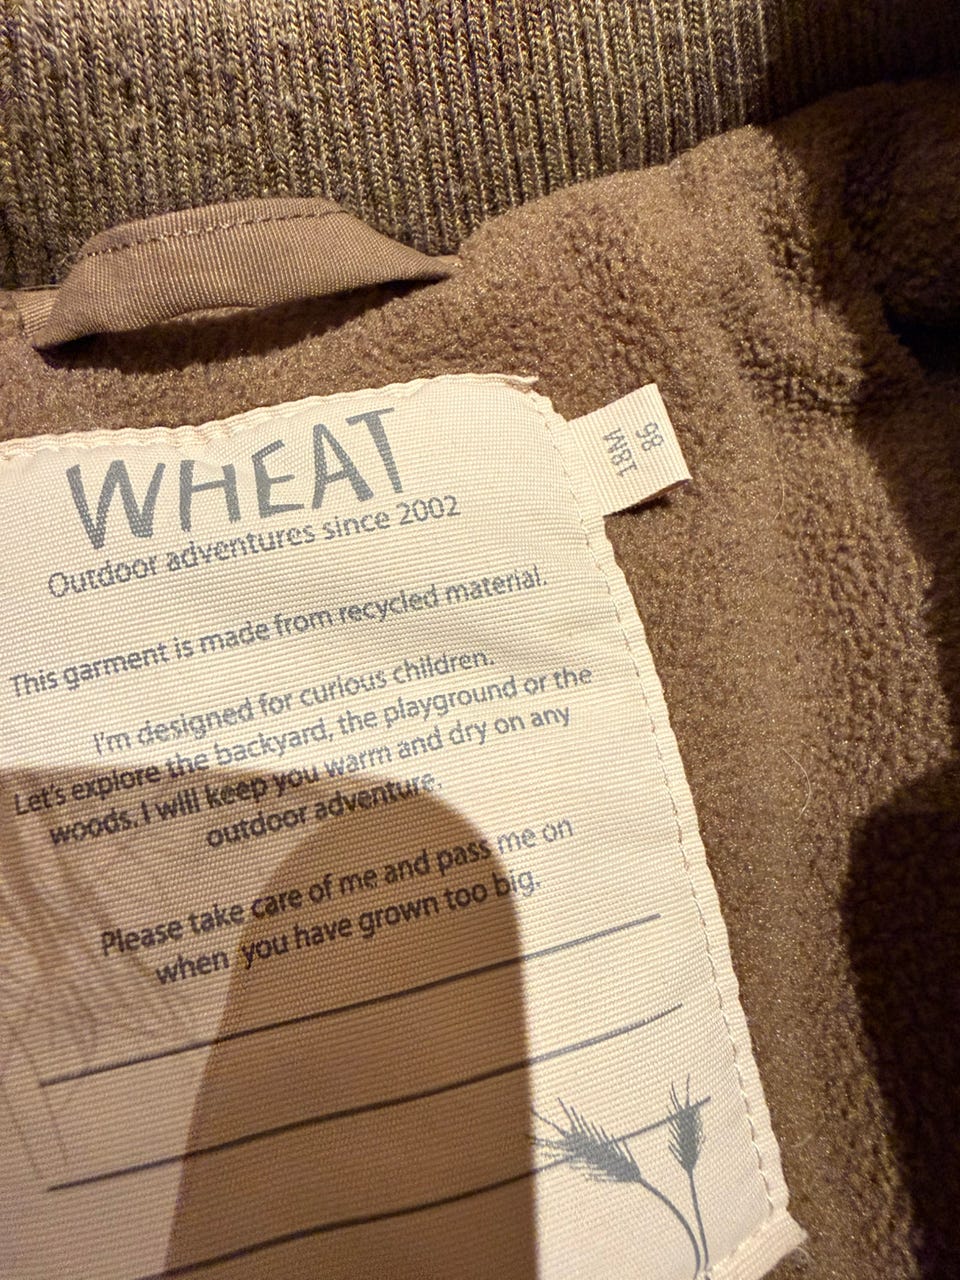 WHEAT
Outdoor adventures since 2002
This garment is made from recycled material.
I'm designed for curious children.
Let's explore the backyard, the playground or the
woods. I will keep you warm and dry on any
outdoor adventure.
Please take care of me and pass me on
when you have grown too big.
86
18M